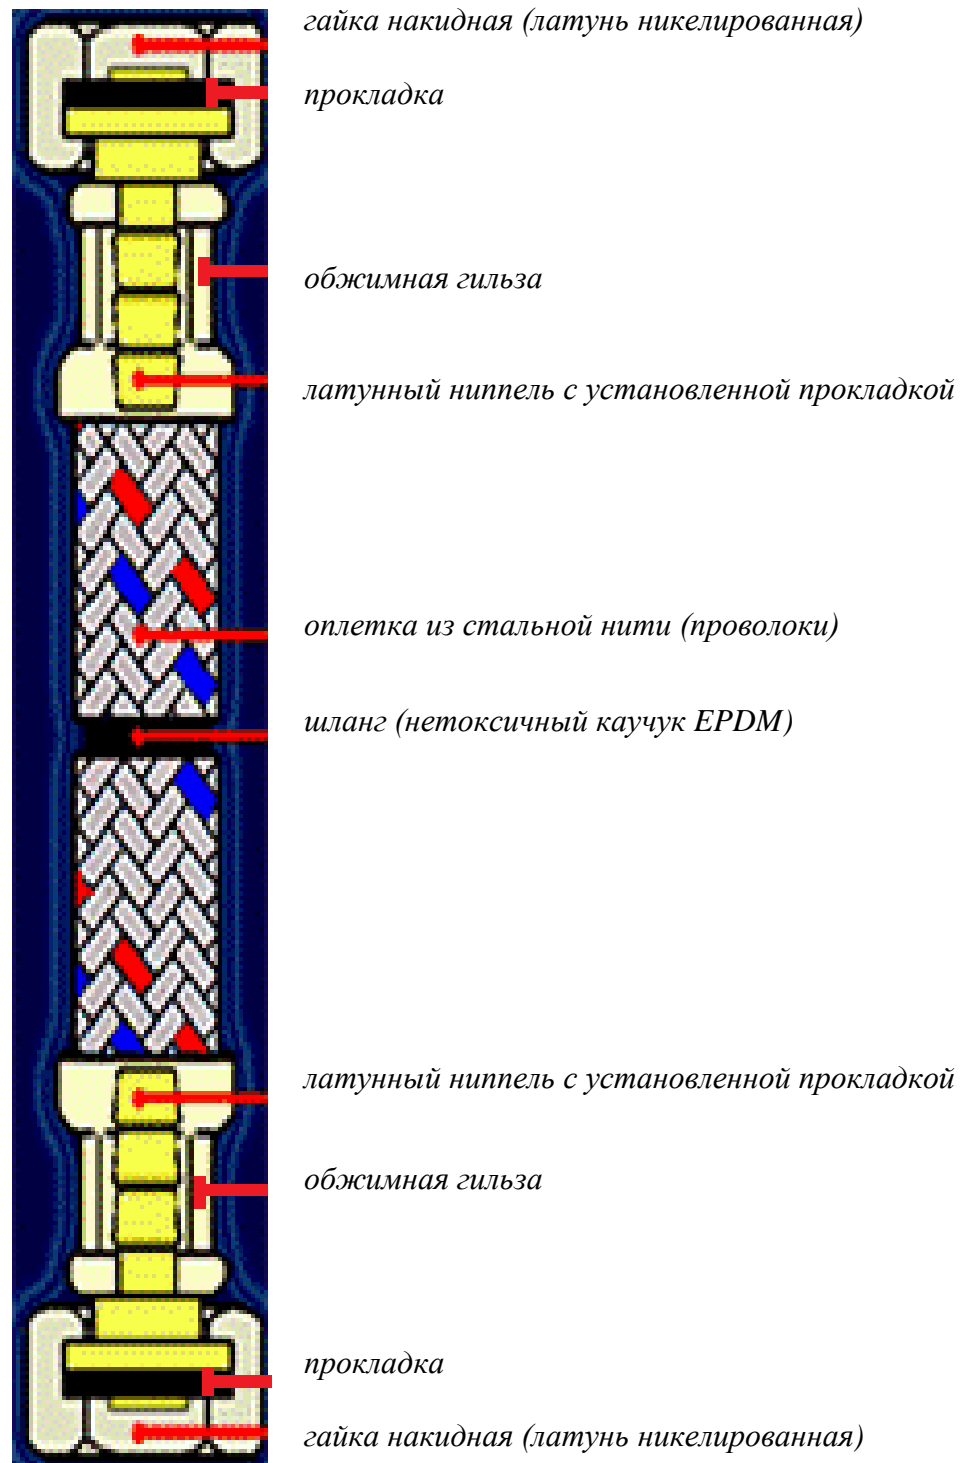 гайка накидная (латунь никелированная)
прокладка
обжимная гильза
латунный ниппель с установленной прокладкой
оплетка из стальной нити (проволоки)
шланг (нетоксичный каучук EPDM)
латунный ниппель с установленной прокладкой
обжимная гильза
прокладка
гайка накидная (латунь никелированная)